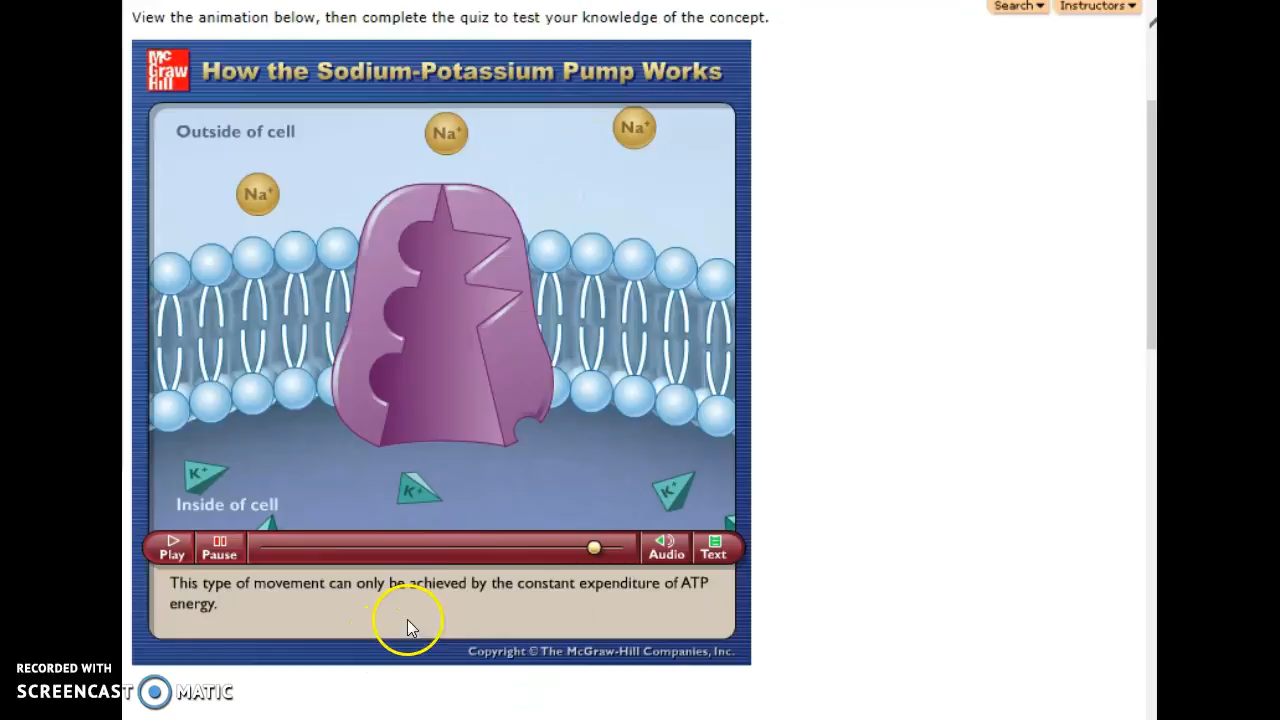 View the animation below, then complete the quiz to test your knowledge of the concept.
Search
Instructors
Mc
Graw
Hill
How the Sodium-Potassium Pump Works
Outside of cell
Na⁺
Na⁺
Na⁺
K⁺
K⁺
K⁺
Inside of cell
Play
Pause
Audio
Text
This type of movement can only be achieved by the constant expenditure of ATP
energy.
Copyright © The McGraw-Hill Companies, Inc.
RECORDED WITH
SCREENCAST MATIC